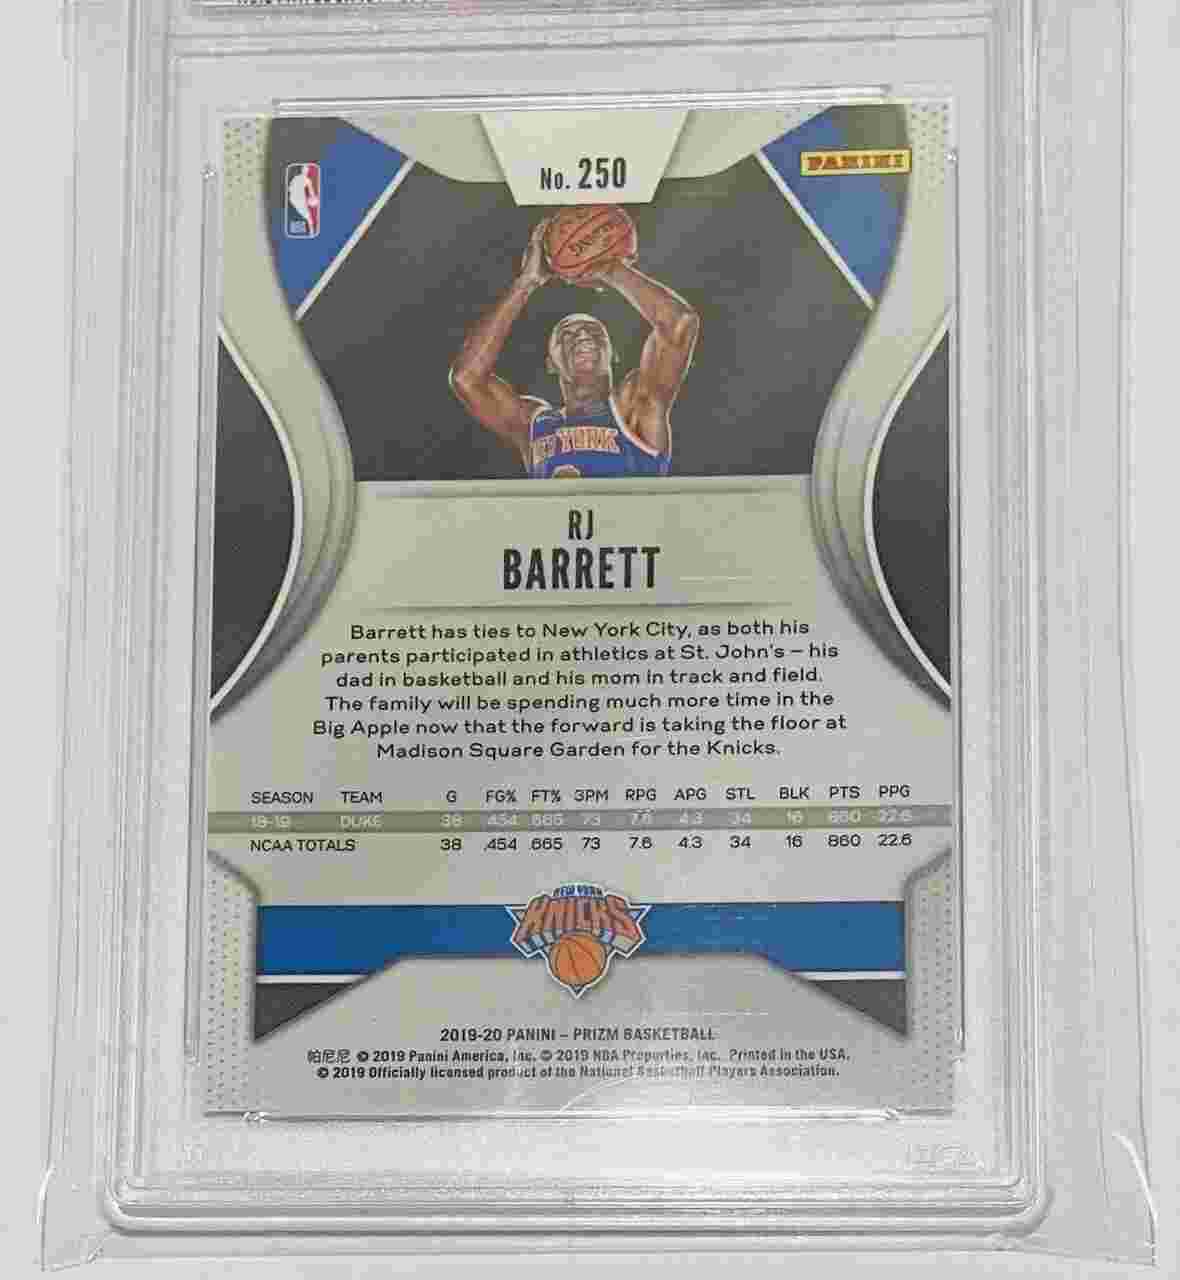 No. 250
PANINI
NBA
NEW YORK
RJ
BARRETT
Barrett has ties to New York City, as both his
parents participated in athletics at St. John's – his
dad in basketball and his mom in track and field.
The family will be spending much more time in the
Big Apple now that the forward is taking the floor at
Madison Square Garden for the Knicks.
SEASON TEAM G FG% FT% 3PM RPG APG STL BLK PTS PPG
18-19 DUKE 38 .454 .665 73 7.6 4.3 34 16 860 22.6
NCAA TOTALS 38 .454 .665 73 7.6 4.3 34 16 860 22.6
NEW YORK
KNICKS
2019-20 PANINI – PRIZM BASKETBALL
帕尼尼 © 2019 Panini America, Inc. © 2019 NBA Properties, Inc. Printed in the USA.
© 2019 Officially licensed product of the National Basketball Players Association.